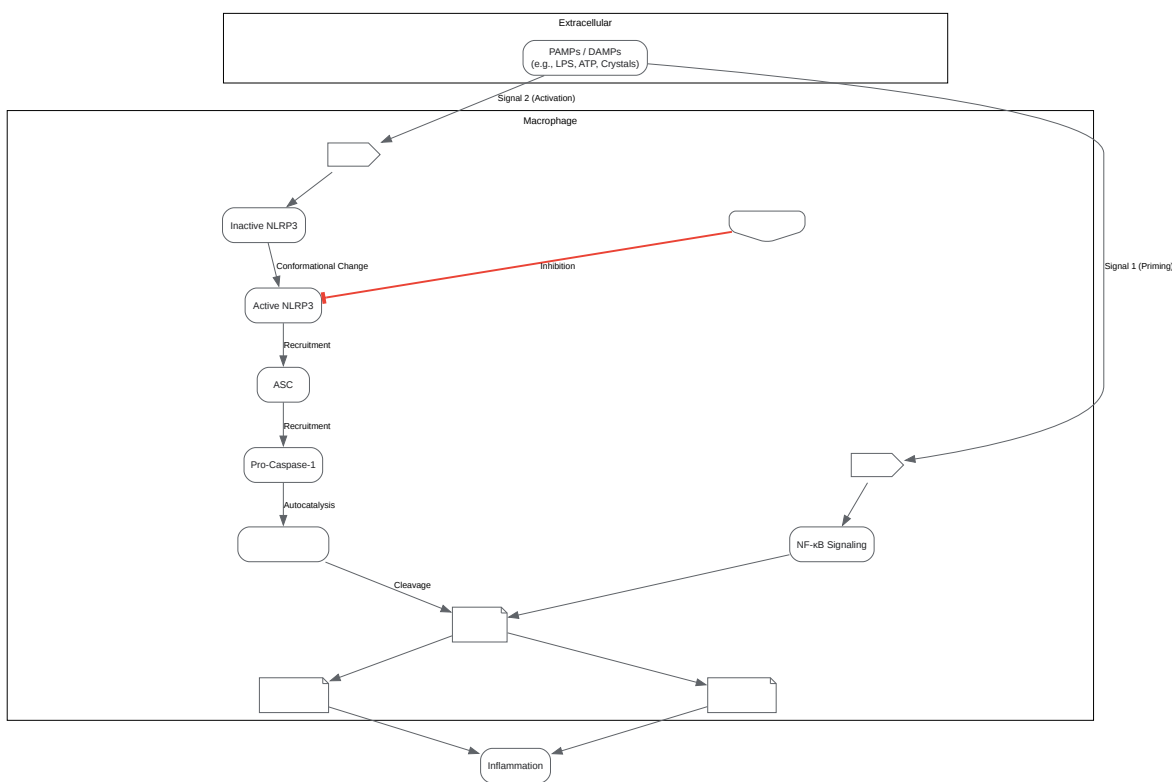 Extracellular
PAMPs / DAMPs
(e.g., LPS, ATP, Crystals)
Signal 2 (Activation)
Macrophage
Inactive NLRP3
Conformational Change
Inhibition
Signal 1 (Priming)
Active NLRP3
Recruitment
ASC
Recruitment
Pro-Caspase-1
Autocatalysis
NF-κB Signaling
Cleavage
Inflammation